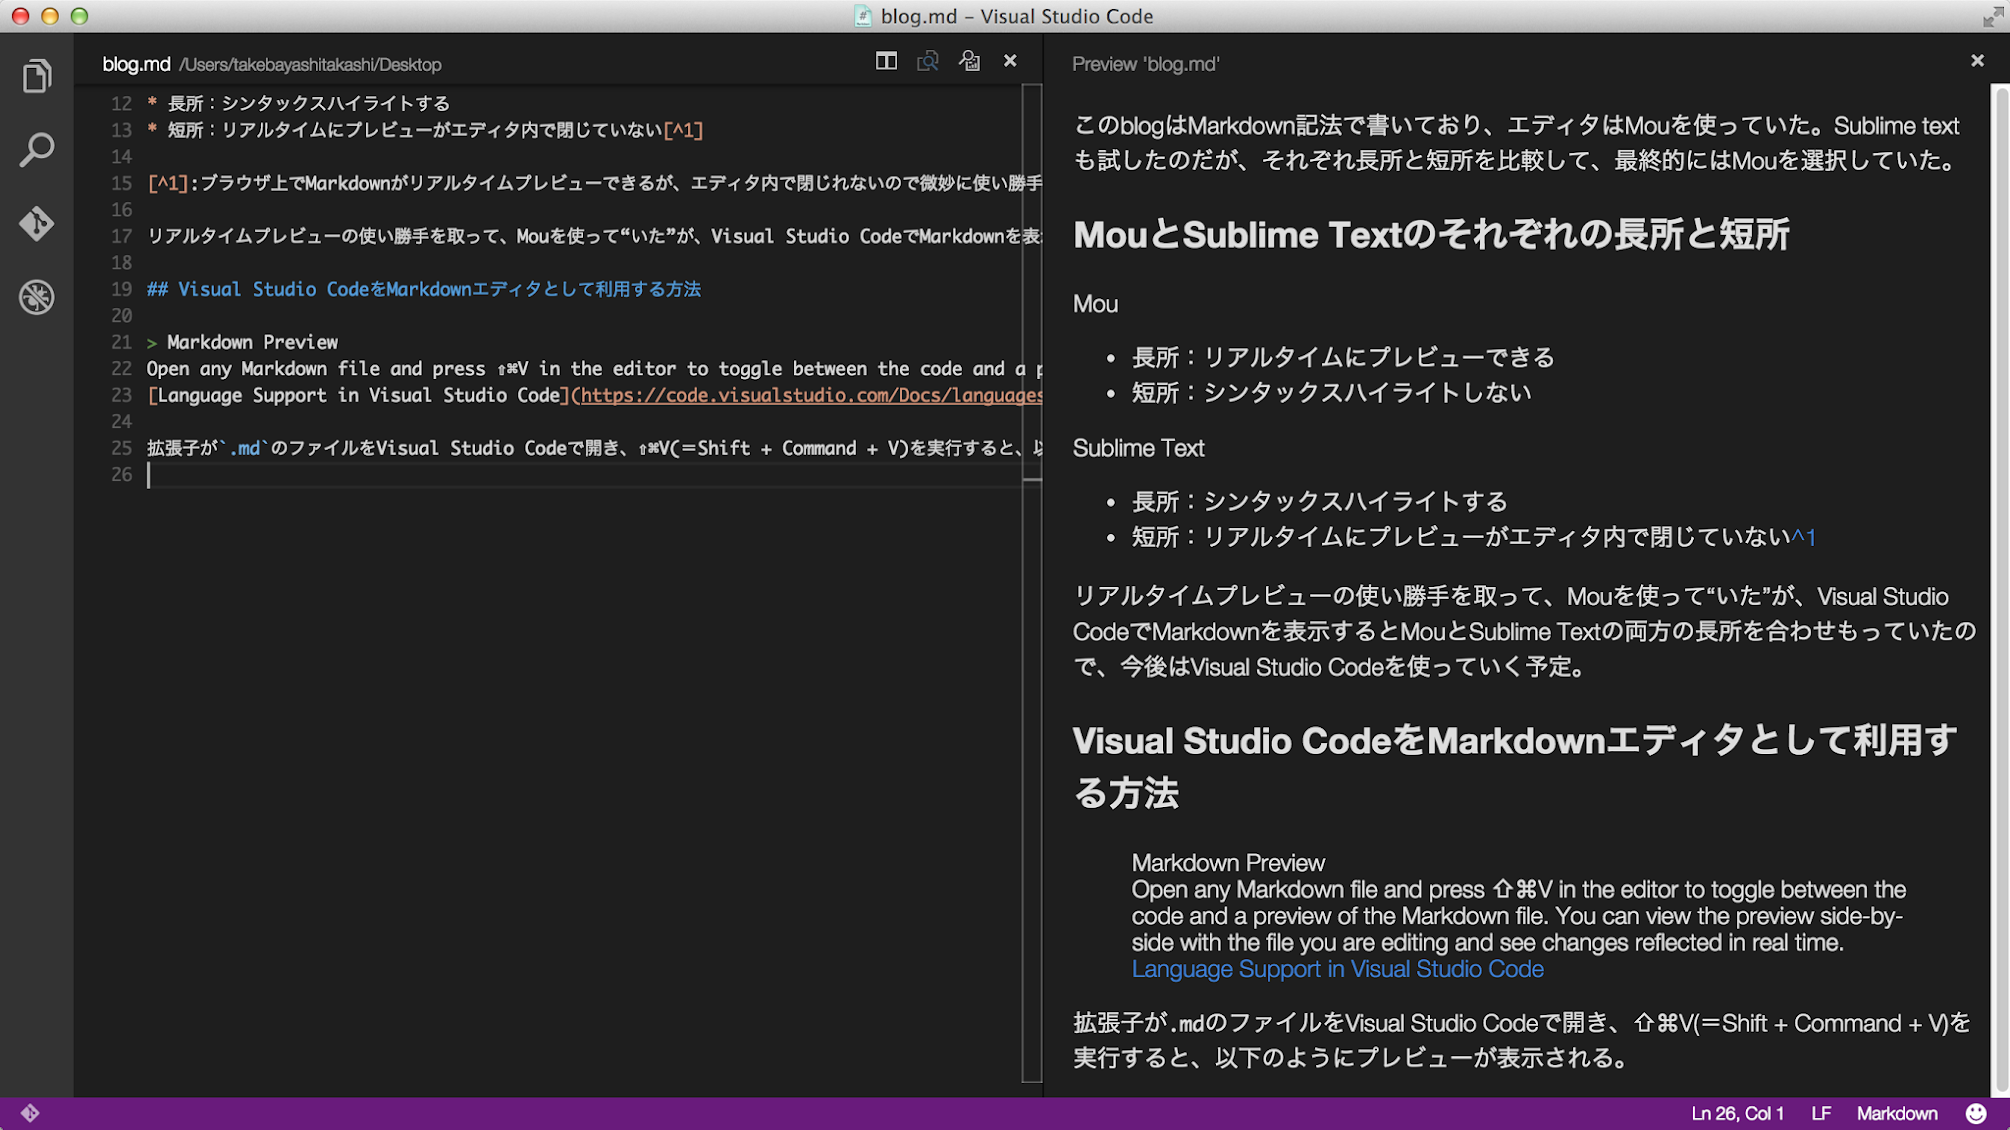 blog.md – Visual Studio Code
blog.md /Users/takebayashitakashi/Desktop
12 * 長所：シンタックスハイライトする
13 * 短所：リアルタイムにプレビューがエディタ内で閉じていない[^1]
14
15 [^1]:ブラウザ上でMarkdownがリアルタイムプレビューできるが、エディタ内で閉じれないので微妙に使い勝手
16
17 リアルタイムプレビューの使い勝手を取って、Mouを使って“いた”が、Visual Studio CodeでMarkdownを表
18
19 ## Visual Studio CodeをMarkdownエディタとして利用する方法
20
21 > Markdown Preview
22 Open any Markdown file and press ⇧⌘V in the editor to toggle between the code and a p
23 [Language Support in Visual Studio Code](https://code.visualstudio.com/Docs/languages
24
25 拡張子が`.md`のファイルをVisual Studio Codeで開き、⇧⌘V(＝Shift + Command + V)を実行すると、以
26
Preview 'blog.md'
このblogはMarkdown記法で書いており、エディタはMouを使っていた。Sublime text
も試したのだが、それぞれ長所と短所を比較して、最終的にはMouを選択していた。
MouとSublime Textのそれぞれの長所と短所
Mou
• 長所：リアルタイムにプレビューできる
• 短所：シンタックスハイライトしない
Sublime Text
• 長所：シンタックスハイライトする
• 短所：リアルタイムにプレビューがエディタ内で閉じていない^1
リアルタイムプレビューの使い勝手を取って、Mouを使って“いた”が、Visual Studio
CodeでMarkdownを表示するとMouとSublime Textの両方の長所を合わせもっていたの
で、今後はVisual Studio Codeを使っていく予定。
Visual Studio CodeをMarkdownエディタとして利用す
る方法
Markdown Preview
Open any Markdown file and press ⇧⌘V in the editor to toggle between the
code and a preview of the Markdown file. You can view the preview side-by-
side with the file you are editing and see changes reflected in real time.
Language Support in Visual Studio Code
拡張子が.mdのファイルをVisual Studio Codeで開き、⇧⌘V(＝Shift + Command + V)を
実行すると、以下のようにプレビューが表示される。
Ln 26, Col 1 LF Markdown